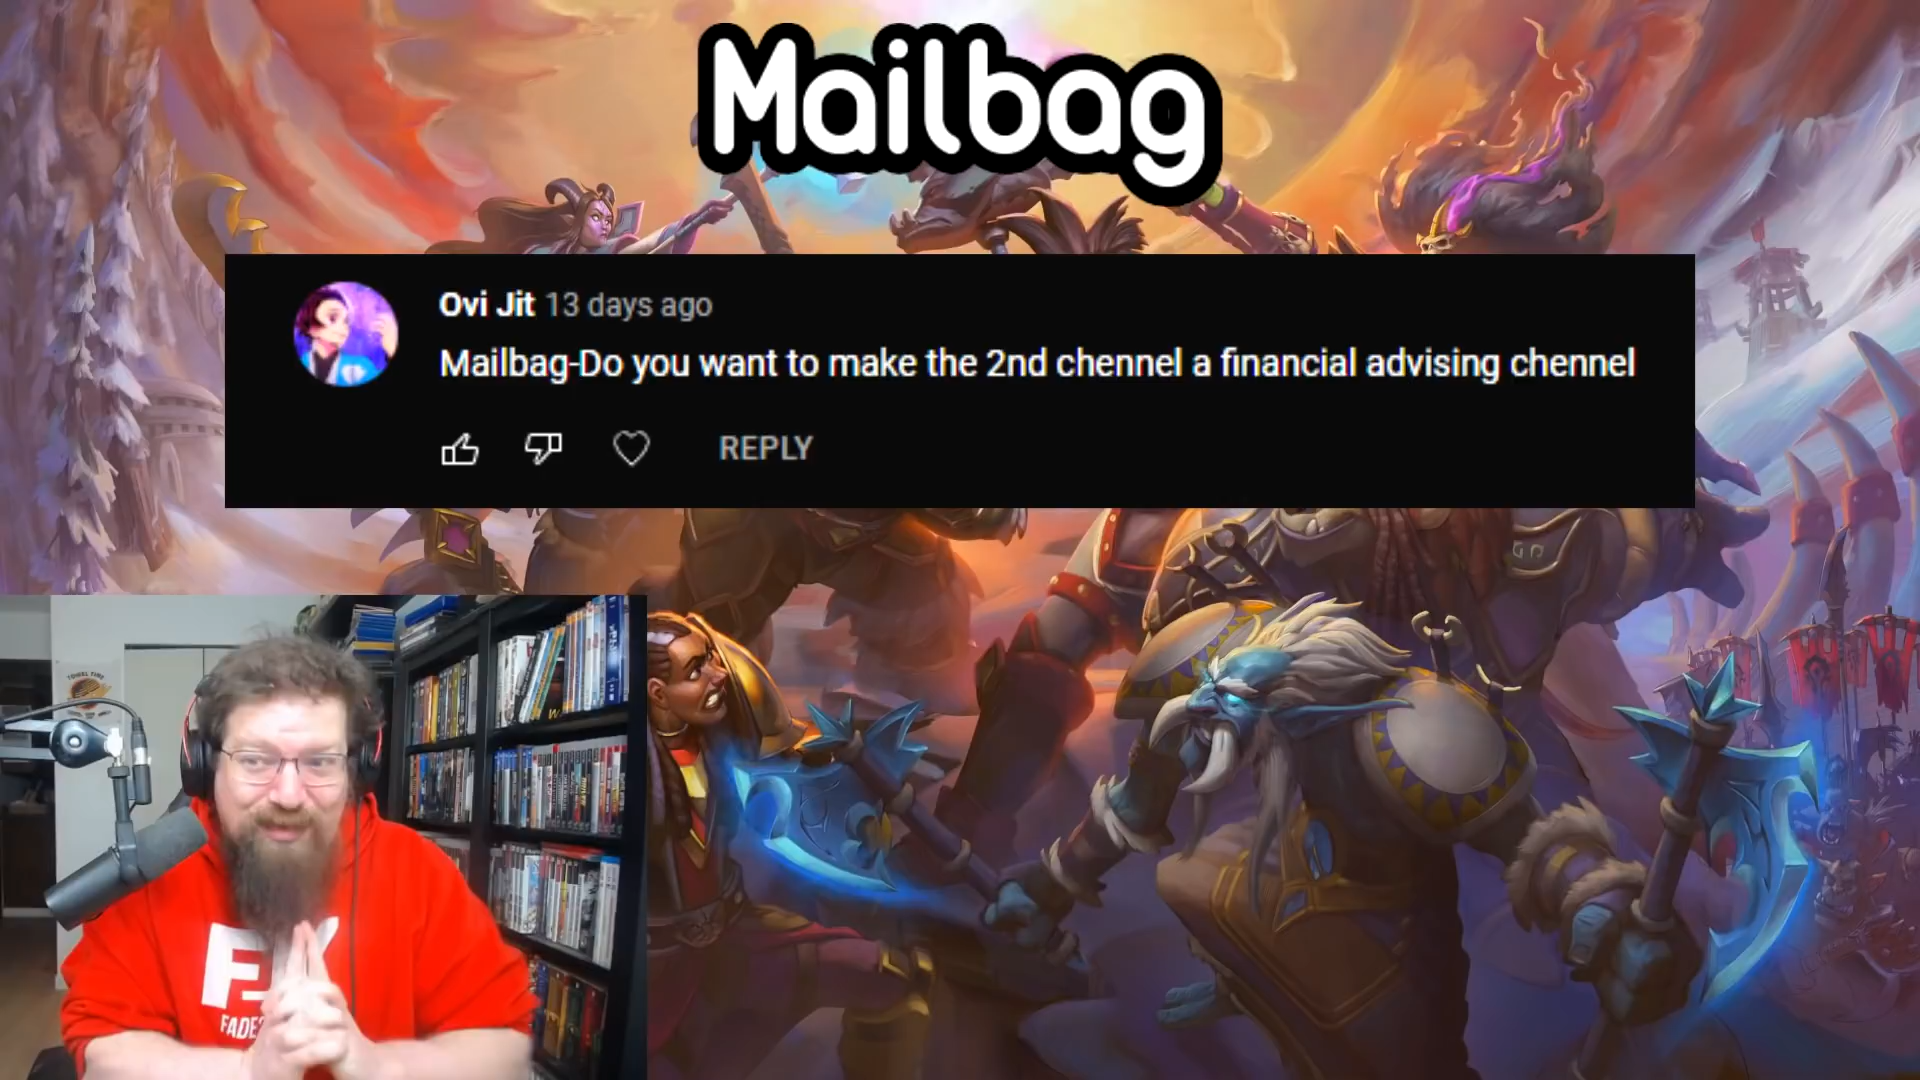 Mailbag
Ovi Jit 13 days ago
Mailbag-Do you want to make the 2nd chennel a financial advising chennel
REPLY
FADE